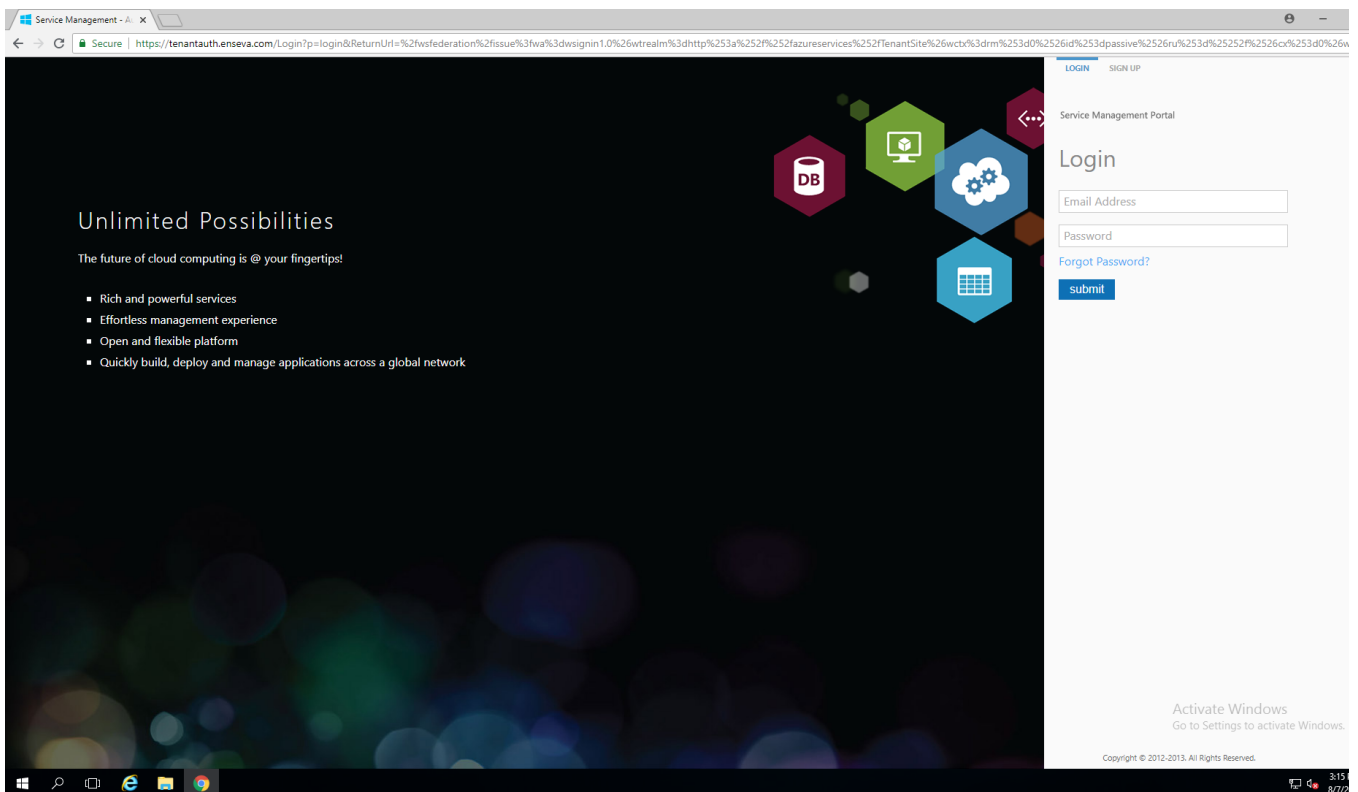 Service Management - A
Secure
https://tenantauth.enseva.com/Login?p=login&ReturnUrl=%2fwsfederation%2fissue%3fwa%3dwsignin1.0%26wtrealm%3dhttp%253a%252f%252fazureservices%252fTenantSite%26wctx%3drm%253d0%2526id%253dpassive%2526ru%253d%25252f%2526cx%253d0%26w
LOGIN SIGN UP
Service Management Portal
Login
Email Address
Password
Forgot Password?
submit
DB
Unlimited Possibilities
The future of cloud computing is @ your fingertips!
Rich and powerful services
Effortless management experience
Open and flexible platform
Quickly build, deploy and manage applications across a global network
Activate Windows
Go to Settings to activate Windows.
Copyright © 2012-2013. All Rights Reserved.
3:15
8/7/2